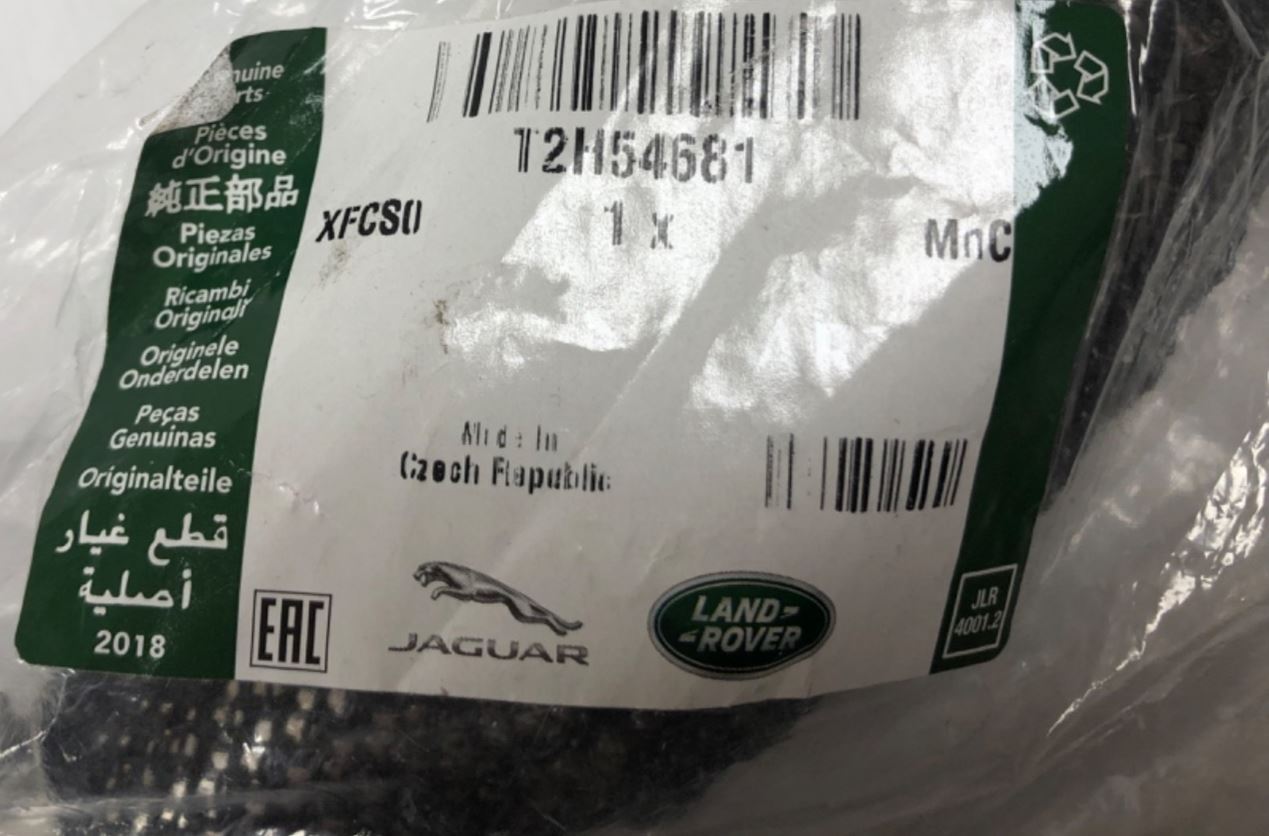 Pièces
d'Origine
純正部品
Piezas
Originales
Ricambi
Originali
Originele
Onderdelen
Peças
Genuinas
Originalteile
قطع غيار
أصلية
2018
T2H54681
1 x
MnC
Made In
Czech Republic
EAC
JAGUAR
LAND-
-ROVER
JLR
4001.2